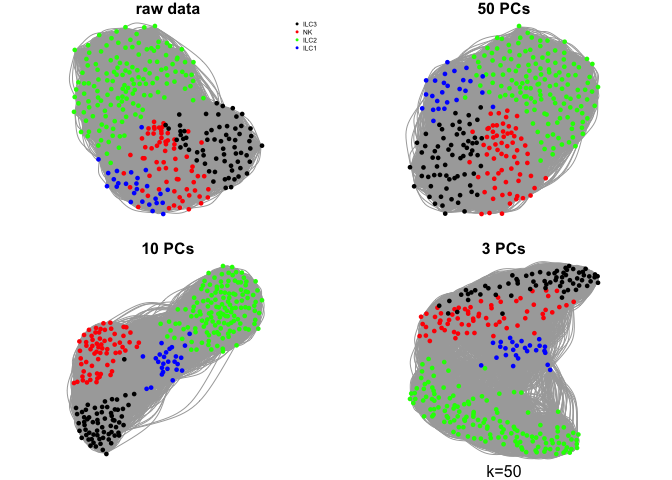 raw data
ILC3
NK
ILC2
ILC1
50 PCs
10 PCs
3 PCs
k=50